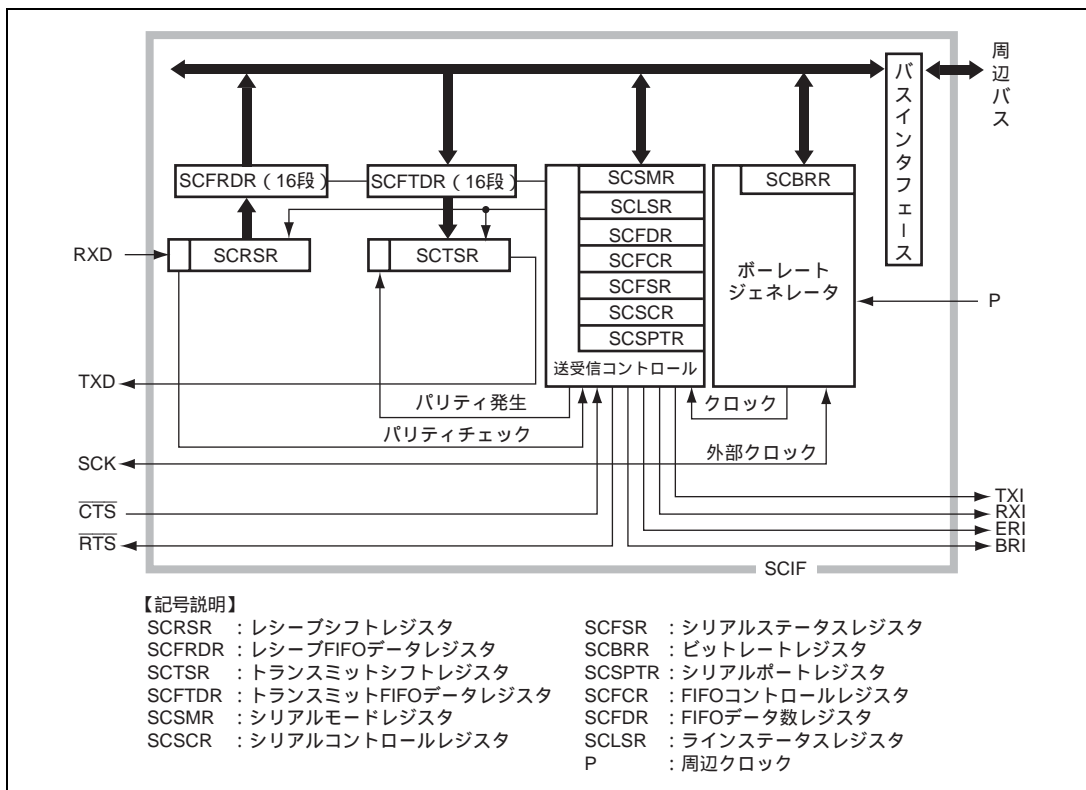 周辺バス
バスインタフェース
SCFRDR（16段）
SCFTDR（16段）
SCSMR
SCBRR
SCLSR
SCFDR
SCFCR
SCFSR
SCSCR
SCSPTR
送受信コントロール
ボーレート
ジェネレータ
RXD
SCRSR
SCTSR
P
TXD
パリティ発生
クロック
パリティチェック
外部クロック
SCK
CTS
RTS
TXI
RXI
ERI
BRI
SCIF
【記号説明】
SCRSR ：レシーブシフトレジスタ
SCFRDR ：レシーブFIFOデータレジスタ
SCTSR ：トランスミットシフトレジスタ
SCFTDR ：トランスミットFIFOデータレジスタ
SCSMR ：シリアルモードレジスタ
SCSCR ：シリアルコントロールレジスタ
SCFSR ：シリアルステータスレジスタ
SCBRR ：ビットレートレジスタ
SCSPTR ：シリアルポートレジスタ
SCFCR ：FIFOコントロールレジスタ
SCFDR ：FIFOデータ数レジスタ
SCLSR ：ラインステータスレジスタ
P ：周辺クロック